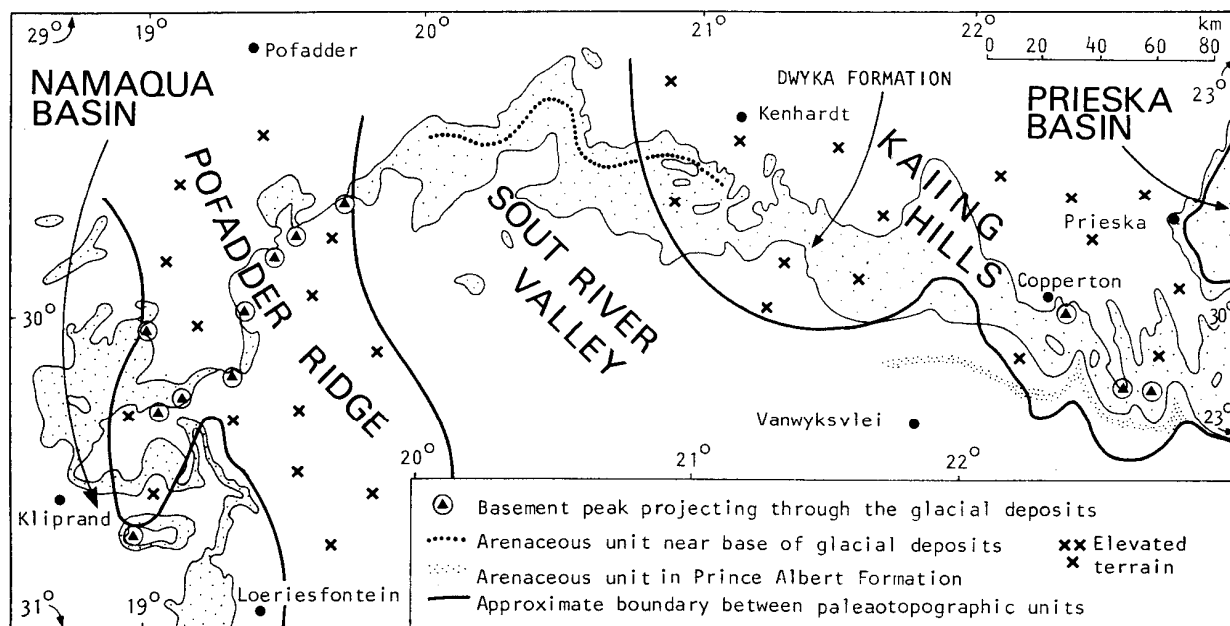 29° 19° 20° 21° 22° km
0 20 40 60 80
Pofadder
NAMAQUA
BASIN
DWYKA FORMATION
23°
PRIESKA
BASIN
Kenhardt
KAIING
HILLS
POFADDER
RIDGE
SOUT RIVER
VALLEY
Prieska
Copperton
30°
30°
Vanwyksvlei
23°
20° 21° 22°
Kliprand
Loeriesfontein
31° 19°
Basement peak projecting through the glacial deposits
Arenaceous unit near base of glacial deposits
Elevated
terrain
Arenaceous unit in Prince Albert Formation
Approximate boundary between paleaotopographic units